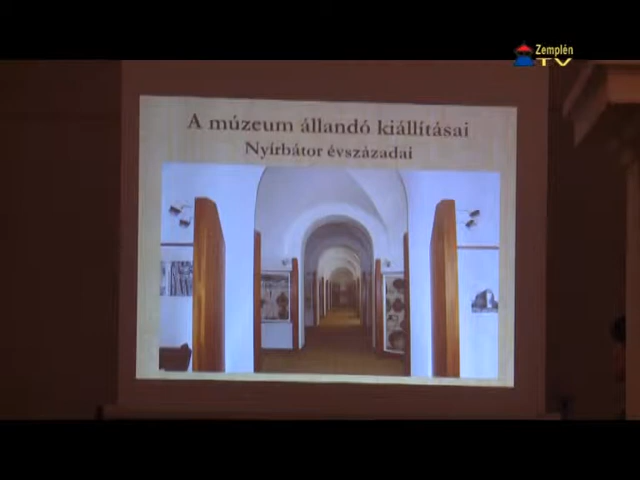 Zemplén
TV
A múzeum állandó kiállításai
Nyírbátor évszázadai